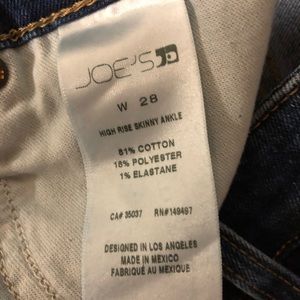 JOE'S
W 28
HIGH RISE SKINNY ANKLE
81% COTTON
18% POLYESTER
1% ELASTANE
CA# 35037 RN#149497
DESIGNED IN LOS ANGELES
MADE IN MEXICO
FABRIQUÉ AU MEXIQUE